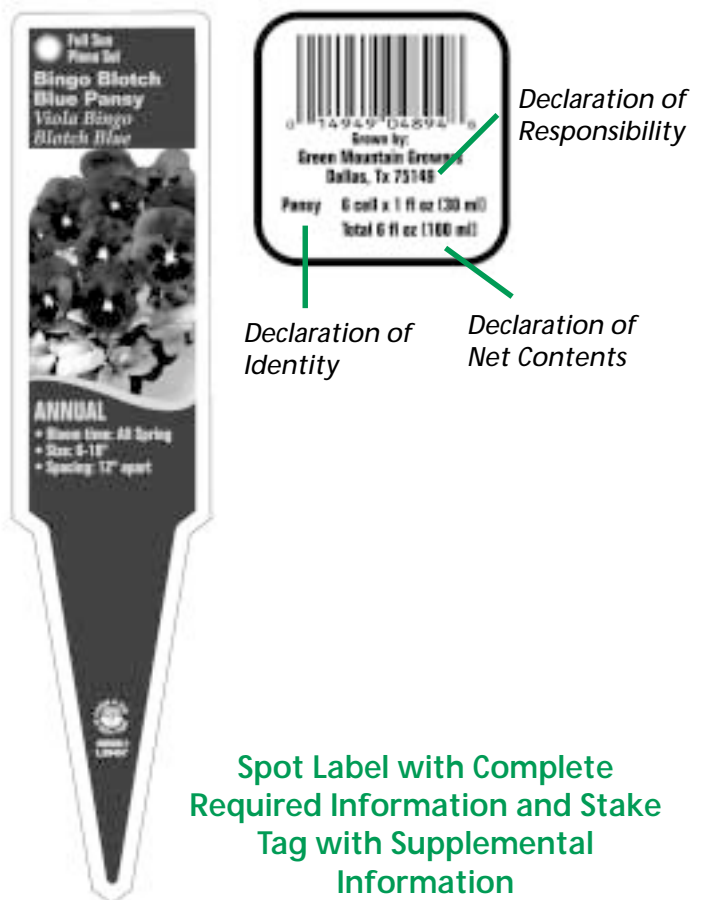 Full Sun
Plena Sol
Bingo Blotch
Blue Pansy
Viola Bingo
Blotch Blue
ANNUAL
• Bloom time: All Spring
• Size: 6-10"
• Spacing: 12" apart
0 14949 04894 6
Grown by:
Green Mountain Growers
Dallas, Tx 75149
Pansy 6 cell x 1 fl oz (30 ml)
Total 6 fl oz (180 ml)
Declaration of
Responsibility
Declaration of
Identity
Declaration of
Net Contents
Spot Label with Complete
Required Information and Stake
Tag with Supplemental
Information